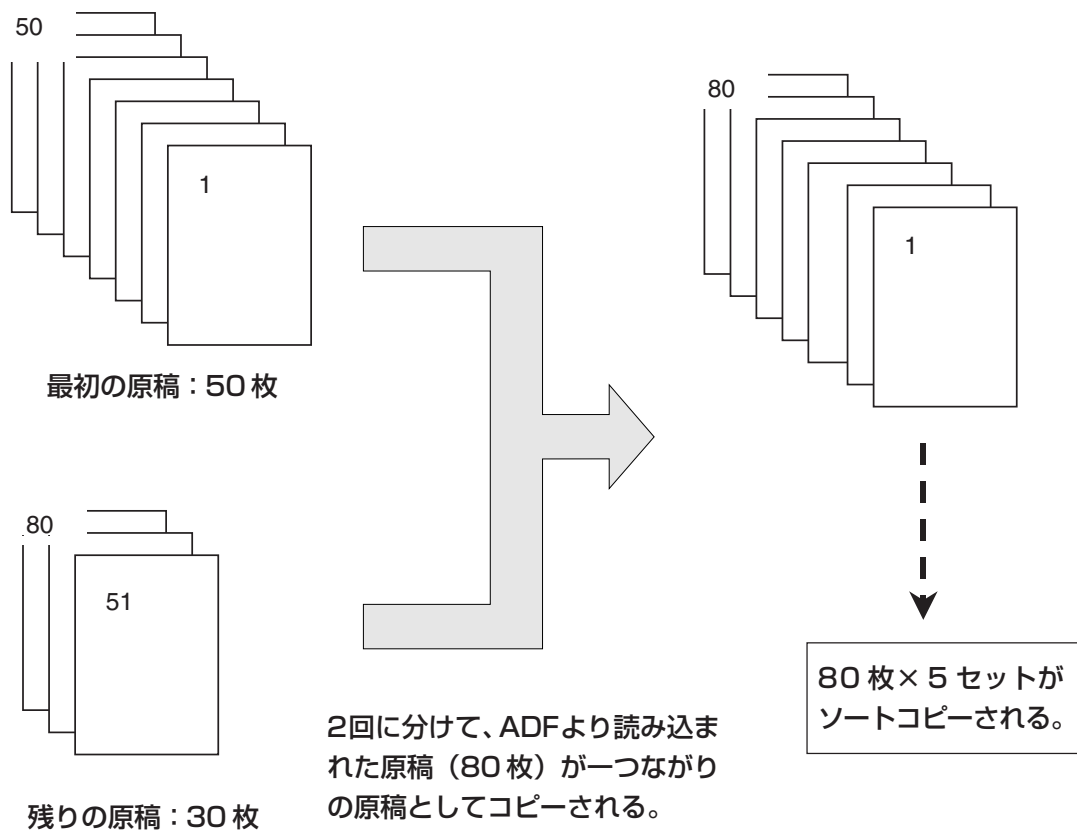 50
1
最初の原稿：50 枚
80
51
残りの原稿：30 枚
2回に分けて、ADFより読み込ま
れた原稿（80 枚）が一つながり
の原稿としてコピーされる。
80
1
80 枚× 5 セットが
ソートコピーされる。